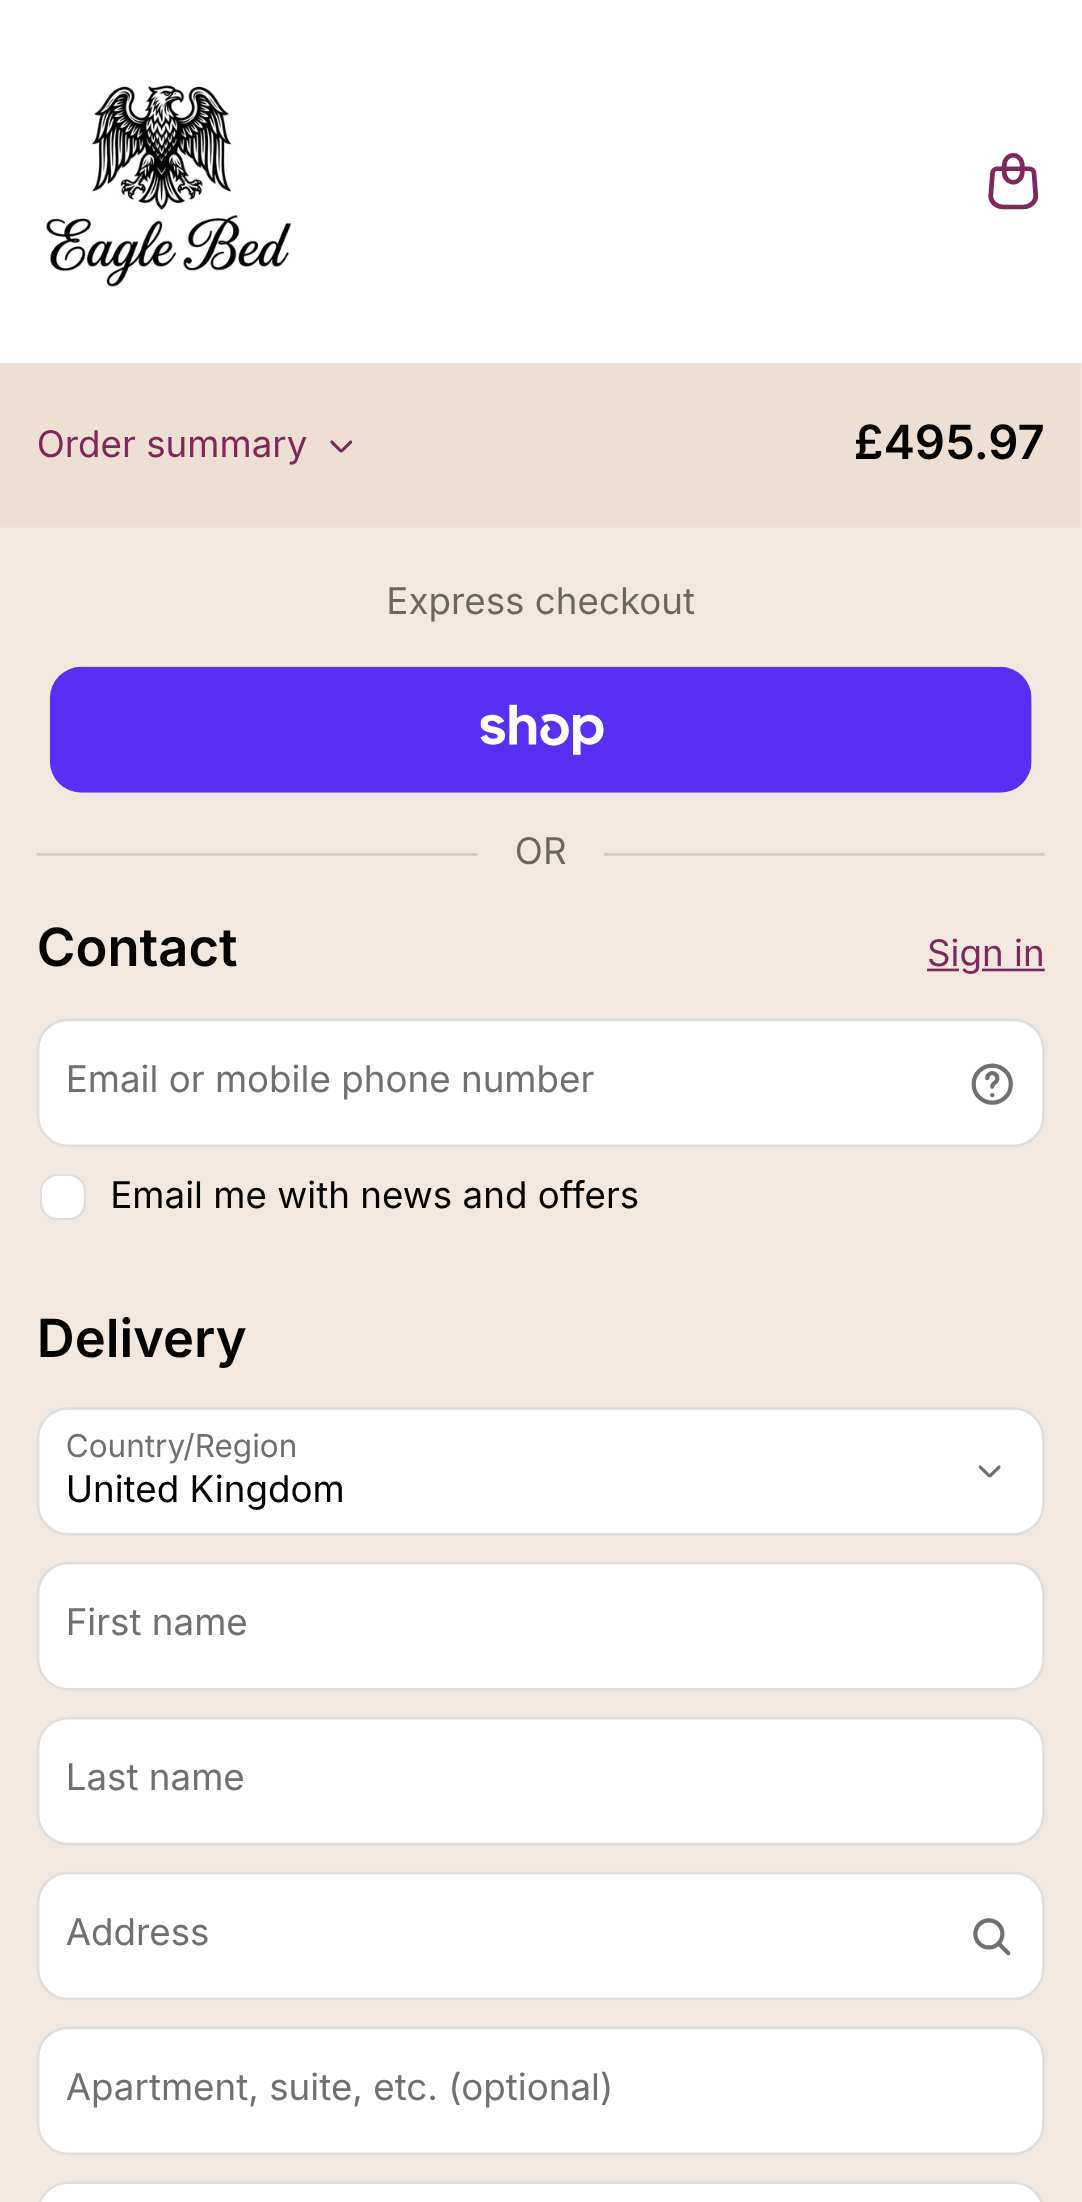 Eagle Bed
Order summary
£495.97
Express checkout
shop
OR
Contact
Sign in
Email or mobile phone number
Email me with news and offers
Delivery
Country/Region
United Kingdom
First name
Last name
Address
Apartment, suite, etc. (optional)